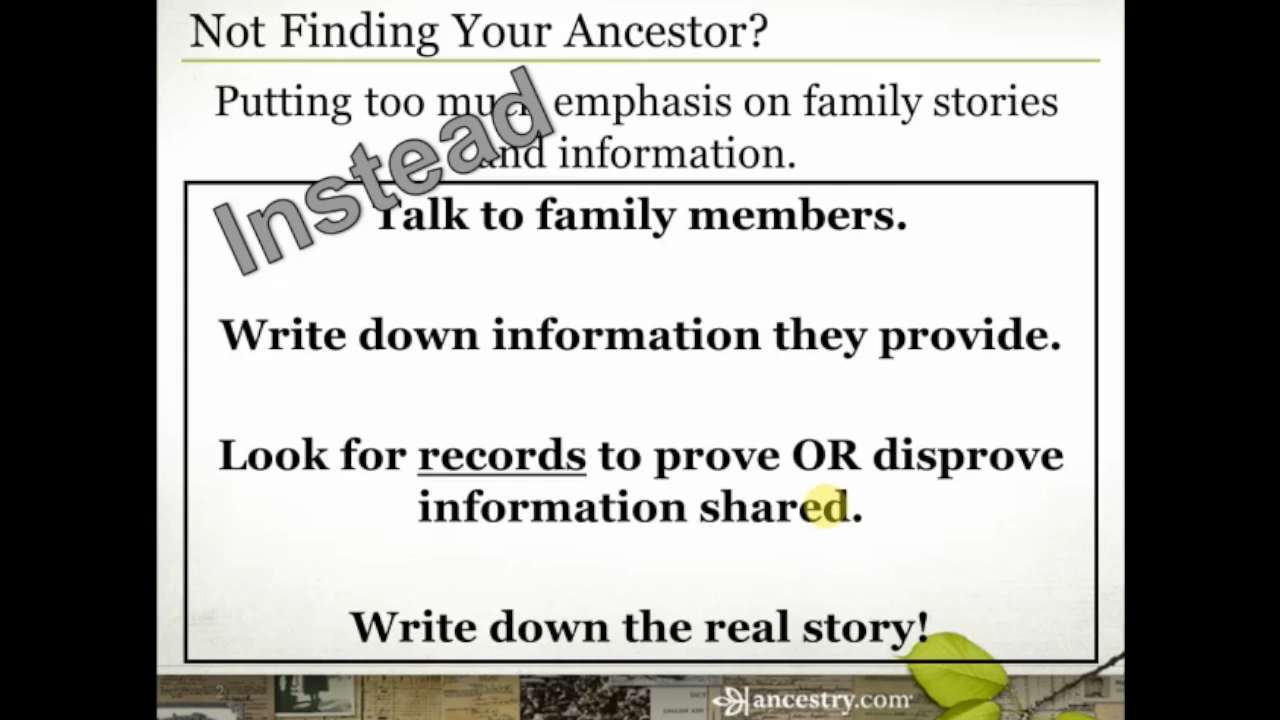 Not Finding Your Ancestor?
Putting too much emphasis on family stories
and information.
Instead
Talk to family members.
Write down information they provide.
Look for records to prove OR disprove
information shared.
Write down the real story!
2
ancestry.com